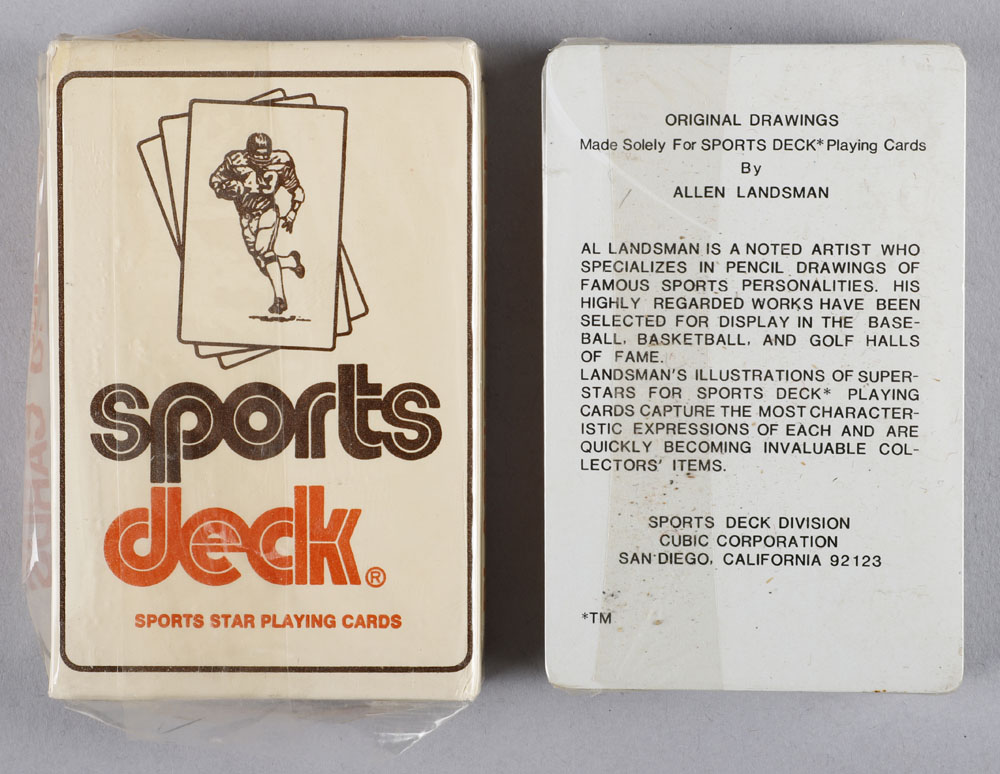 43
sports
deck®
SPORTS STAR PLAYING CARDS
ORIGINAL DRAWINGS
Made Solely For SPORTS DECK* Playing Cards
By
ALLEN LANDSMAN
AL LANDSMAN IS A NOTED ARTIST WHO
SPECIALIZES IN PENCIL DRAWINGS OF
FAMOUS SPORTS PERSONALITIES. HIS
HIGHLY REGARDED WORKS HAVE BEEN
SELECTED FOR DISPLAY IN THE BASE-
BALL, BASKETBALL, AND GOLF HALLS
OF FAME.
LANDSMAN'S ILLUSTRATIONS OF SUPER-
STARS FOR SPORTS DECK* PLAYING
CARDS CAPTURE THE MOST CHARACTER-
ISTIC EXPRESSIONS OF EACH AND ARE
QUICKLY BECOMING INVALUABLE COL-
LECTORS' ITEMS.
SPORTS DECK DIVISION
CUBIC CORPORATION
SAN DIEGO, CALIFORNIA 92123
*TM